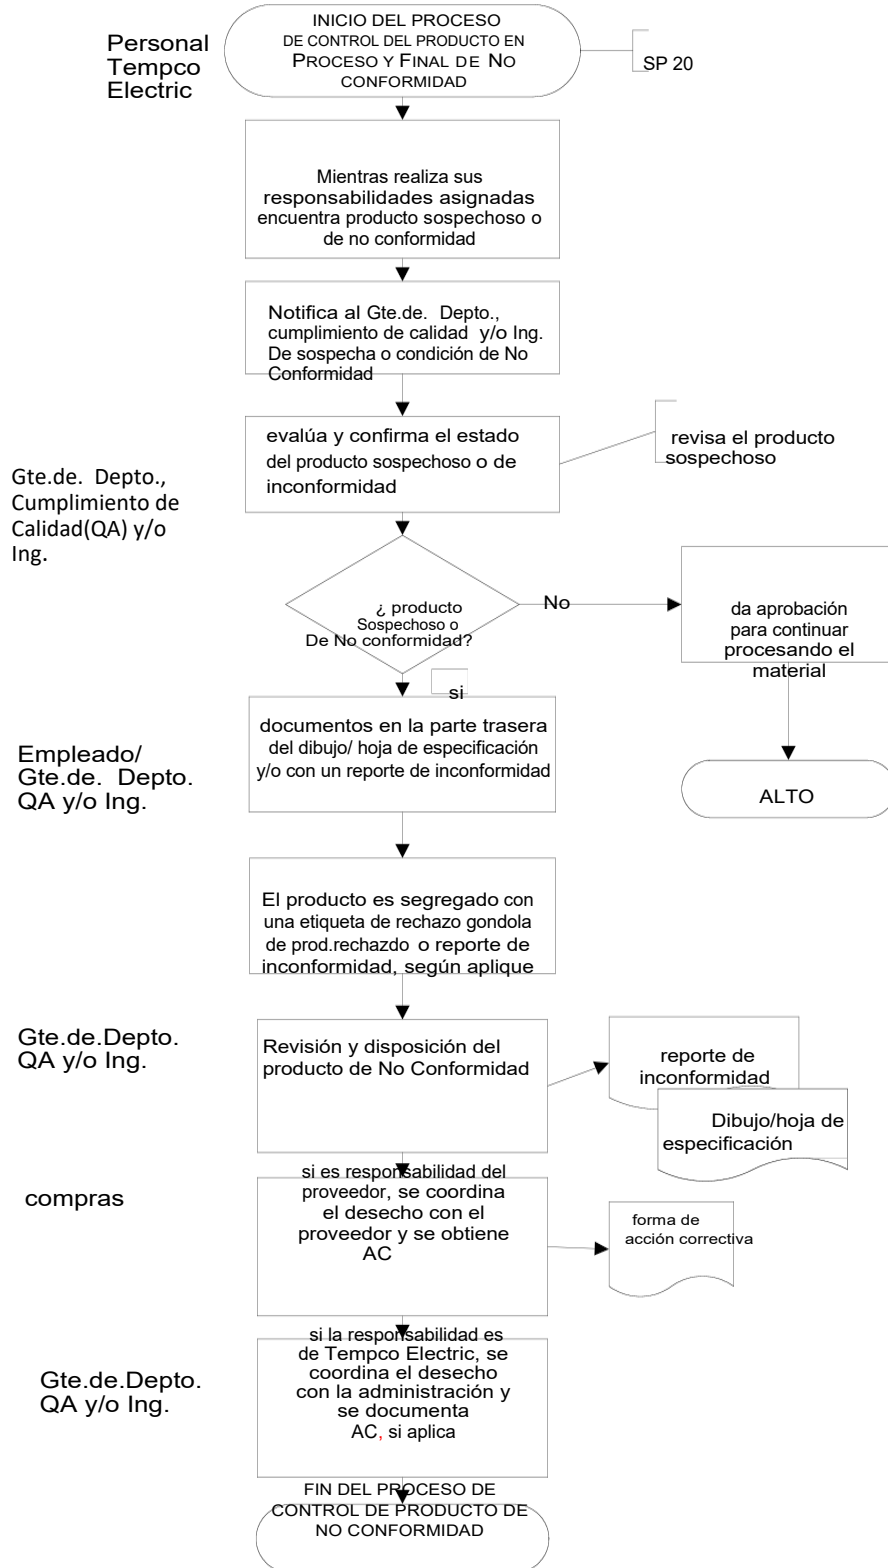 INICIO DEL PROCESO
DE CONTROL DEL PRODUCTO EN
PROCESO Y FINAL DE NO
CONFORMIDAD
Personal
Tempco
Electric
SP 20
Mientras realiza sus
responsabilidades asignadas
encuentra producto sospechoso o
de no conformidad
Notifica al Gte.de. Depto.,
cumplimiento de calidad y/o Ing.
De sospecha o condición de No
Conformidad
evalúa y confirma el estado
del producto sospechoso o de
inconformidad
revisa el producto
sospechoso
Gte.de. Depto.,
Cumplimiento de
Calidad(QA) y/o
Ing.
¿ producto
Sospechoso o
De No conformidad?
No
da aprobación
para continuar
procesando el
material
si
documentos en la parte trasera
del dibujo/ hoja de especificación
y/o con un reporte de inconformidad
Empleado/
Gte.de. Depto.
QA y/o Ing.
ALTO
El producto es segregado con
una etiqueta de rechazo gondola
de prod.rechazdo o reporte de
inconformidad, según aplique
Gte.de.Depto.
QA y/o Ing.
Revisión y disposición del
producto de No Conformidad
reporte de
inconformidad
Dibujo/hoja de
especificación
compras
si es responsabilidad del
proveedor, se coordina
el desecho con el
proveedor y se obtiene
AC
forma de
acción correctiva
si la responsabilidad es
de Tempco Electric, se
coordina el desecho
con la administración y
se documenta
AC, si aplica
Gte.de.Depto.
QA y/o Ing.
FIN DEL PROCESO DE
CONTROL DE PRODUCTO DE
NO CONFORMIDAD